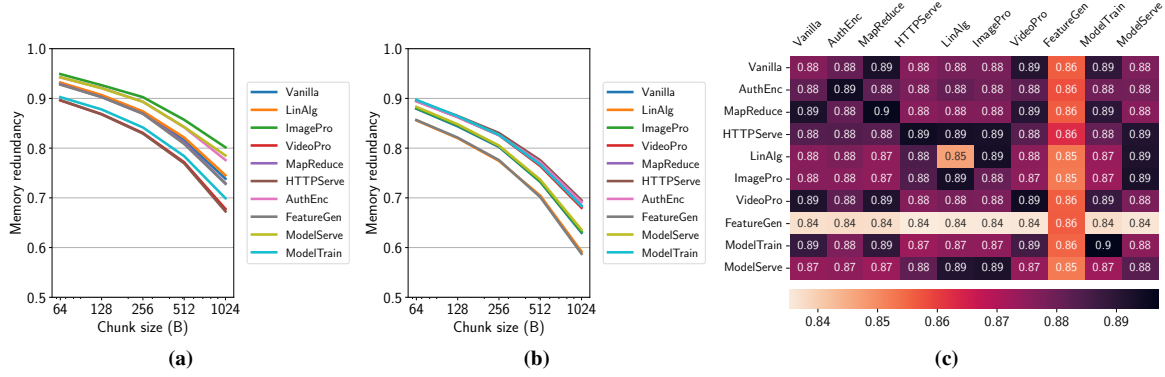 1.0
0.9
0.8
0.7
0.6
0.5
Memory redundancy
64 128 256 512 1024
Chunk size (B)
Vanilla
LinAlg
ImagePro
VideoPro
MapReduce
HTTPServe
AuthEnc
FeatureGen
ModelServe
ModelTrain
(a)
1.0
0.9
0.8
0.7
0.6
0.5
Memory redundancy
64 128 256 512 1024
Chunk size (B)
Vanilla
LinAlg
ImagePro
VideoPro
MapReduce
HTTPServe
AuthEnc
FeatureGen
ModelServe
ModelTrain
(b)
Vanilla AuthEnc MapReduce HTTPServe LinAlg ImagePro VideoPro FeatureGen ModelTrain ModelServe
Vanilla 0.88 0.88 0.89 0.88 0.88 0.88 0.89 0.86 0.89 0.88
AuthEnc 0.88 0.89 0.88 0.88 0.88 0.88 0.88 0.86 0.88 0.88
MapReduce 0.89 0.88 0.9 0.88 0.88 0.88 0.89 0.86 0.89 0.88
HTTPServe 0.88 0.88 0.88 0.89 0.89 0.89 0.88 0.86 0.88 0.89
LinAlg 0.88 0.88 0.87 0.88 0.85 0.89 0.88 0.85 0.87 0.89
ImagePro 0.88 0.88 0.87 0.88 0.89 0.88 0.87 0.85 0.87 0.89
VideoPro 0.89 0.88 0.89 0.88 0.88 0.88 0.89 0.86 0.89 0.88
FeatureGen 0.84 0.84 0.84 0.84 0.84 0.84 0.84 0.86 0.84 0.84
ModelTrain 0.89 0.88 0.89 0.87 0.87 0.87 0.89 0.86 0.9 0.88
ModelServe 0.87 0.87 0.87 0.88 0.89 0.89 0.87 0.85 0.87 0.88
0.84 0.85 0.86 0.87 0.88 0.89
(c)